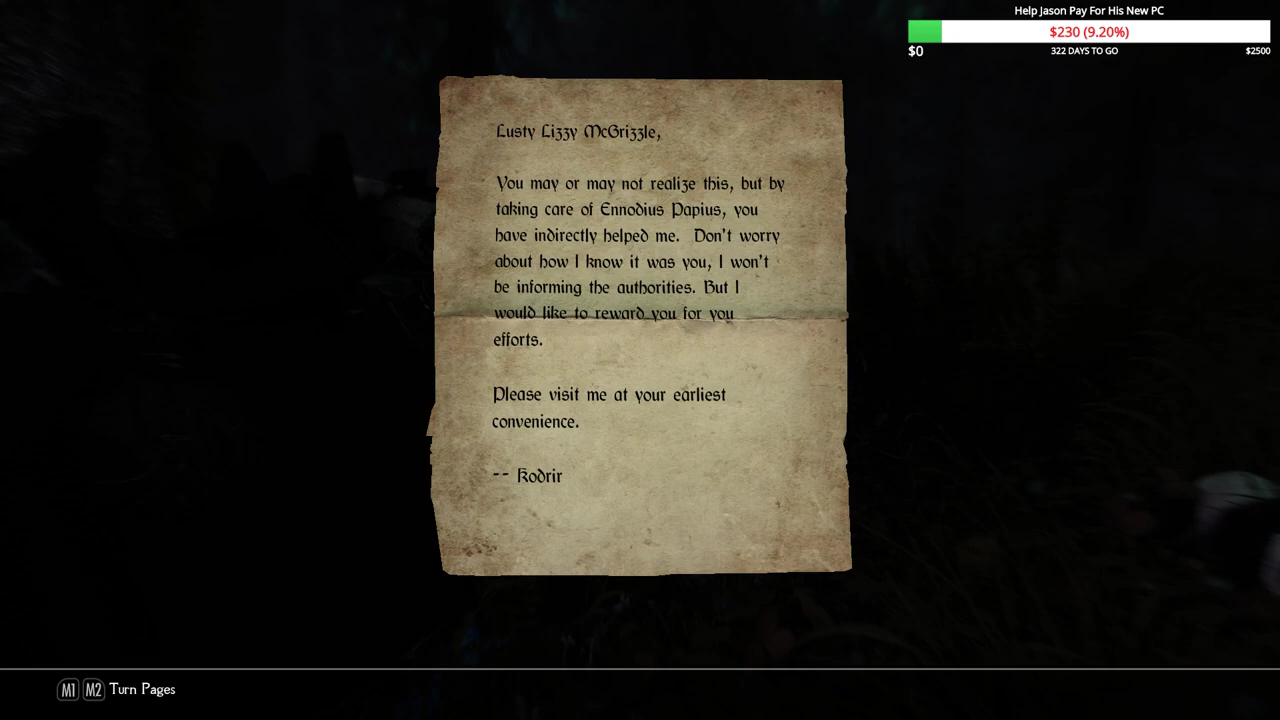 Help Jason Pay For His New PC
$230 (9.20%)
$0 322 DAYS TO GO $2500
Lusty Lizzy McGrizzle,
You may or may not realize this, but by
taking care of Ennodius Papius, you
have indirectly helped me. Don't worry
about how I know it was you, I won't
be informing the authorities. But I
would like to reward you for you
efforts.
Please visit me at your earliest
convenience.
-- Kodrir
M1 M2 Turn Pages